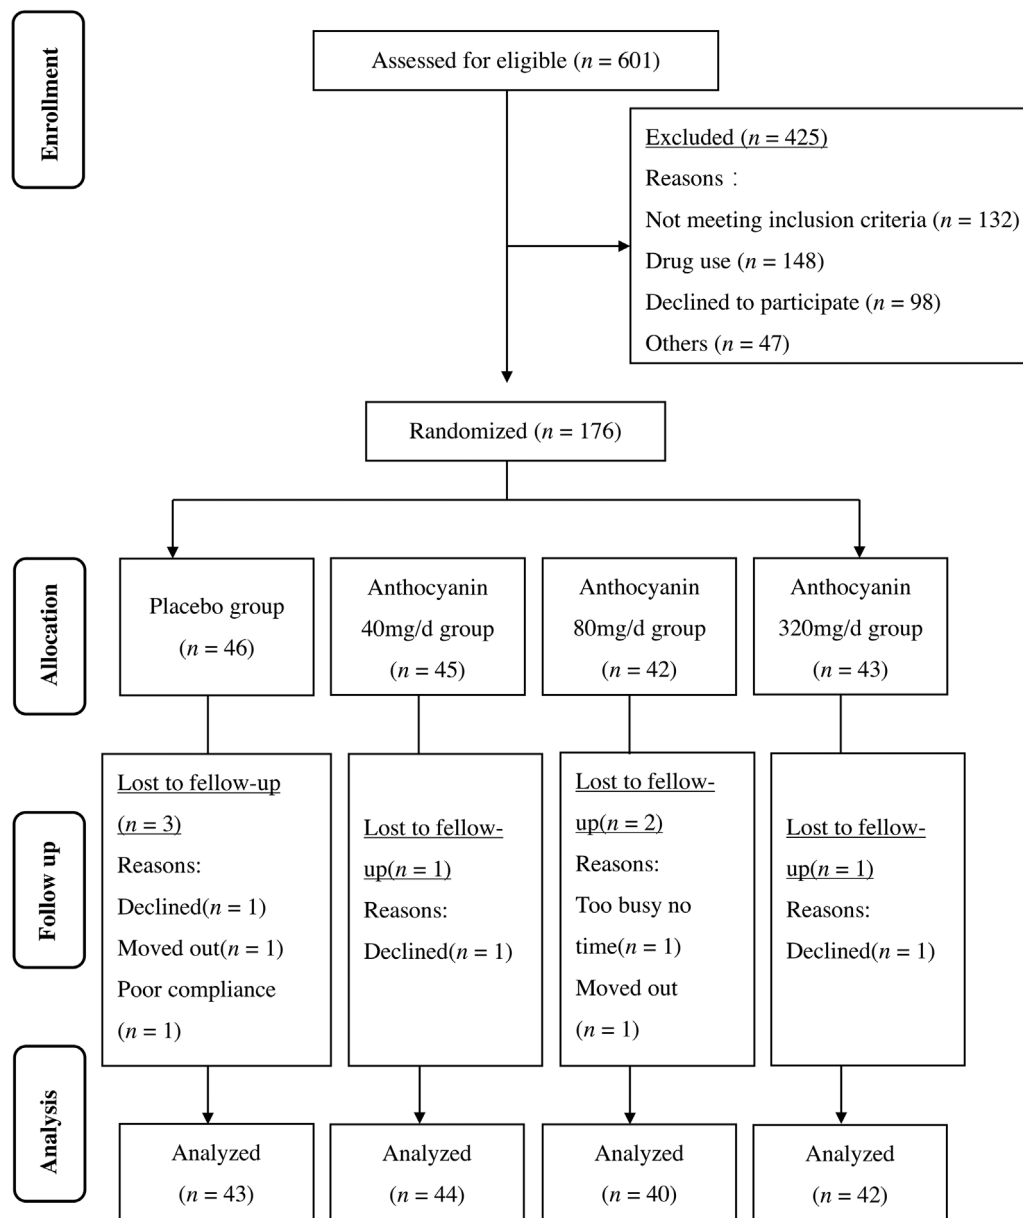 Enrollment
Assessed for eligible (n = 601)
Excluded (n = 425)
Reasons：
Not meeting inclusion criteria (n = 132)
Drug use (n = 148)
Declined to participate (n = 98)
Others (n = 47)
Randomized (n = 176)
Allocation
Placebo group
(n = 46)
Anthocyanin
40mg/d group
(n = 45)
Anthocyanin
80mg/d group
(n = 42)
Anthocyanin
320mg/d group
(n = 43)
Follow up
Lost to fellow-up
(n = 3)
Reasons:
Declined(n = 1)
Moved out(n = 1)
Poor compliance
(n = 1)
Lost to fellow-
up(n = 1)
Reasons:
Declined(n = 1)
Lost to fellow-
up(n = 2)
Reasons:
Too busy no
time(n = 1)
Moved out
(n = 1)
Lost to fellow-
up(n = 1)
Reasons:
Declined(n = 1)
Analysis
Analyzed
(n = 43)
Analyzed
(n = 44)
Analyzed
(n = 40)
Analyzed
(n = 42)